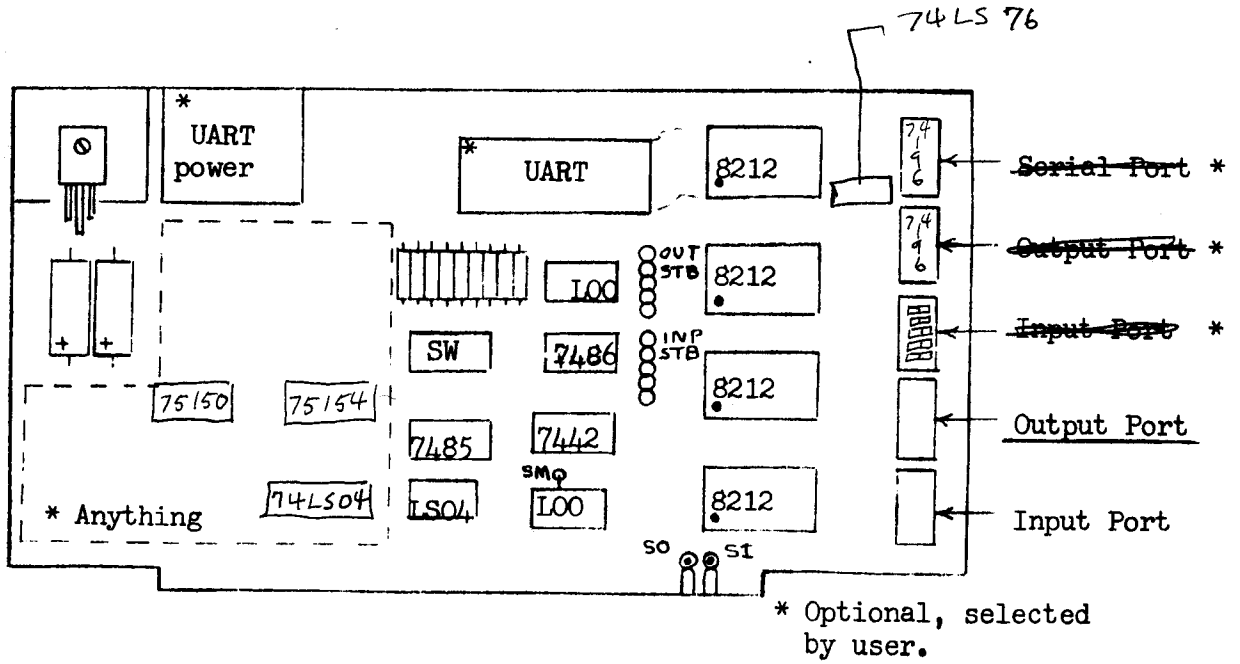 74LS 76
*
UART
power
*
UART
8212
74
1
9
6
Serial Port *
74
1
9
6
Output Port *
OUT
STB
L00
8212
Input Port *
INP
STB
SW
7486
8212
75150
75154
Output Port
7485
7442
SM
74LS04
LS04
L00
8212
* Anything
Input Port
SO
SI
+
+
* Optional, selected
by user.